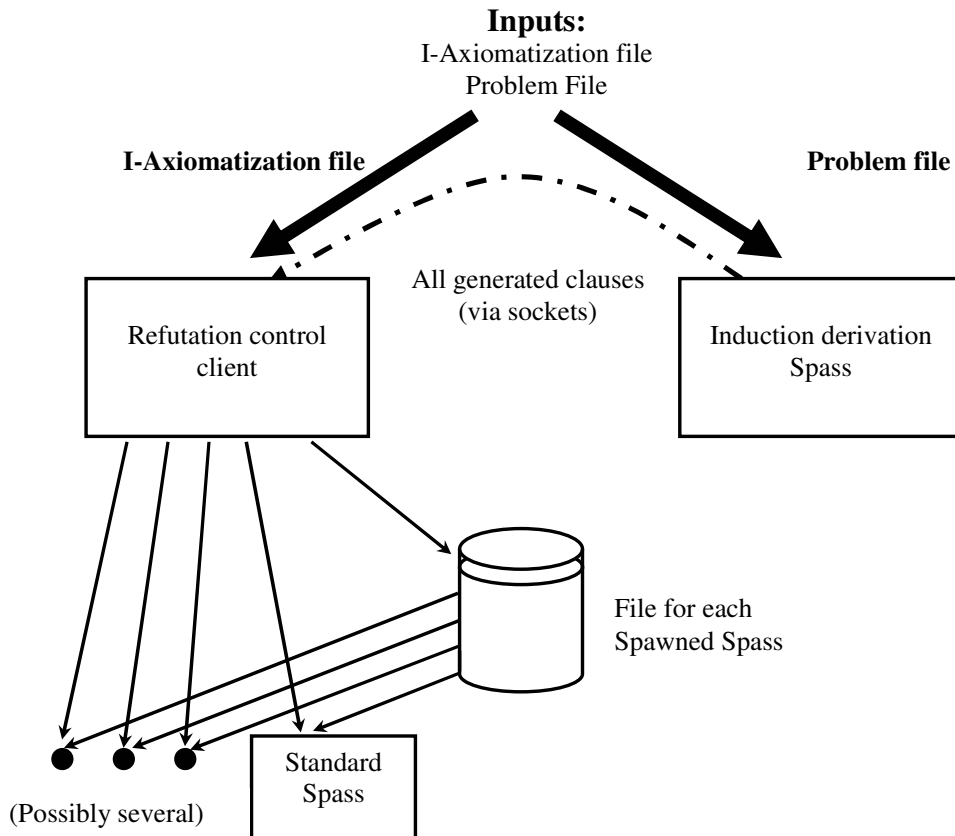 Inputs:
I-Axiomatization file
Problem File
I-Axiomatization file
Problem file
All generated clauses
(via sockets)
Refutation control
client
Induction derivation
Spass
File for each
Spawned Spass
Standard
Spass
(Possibly several)